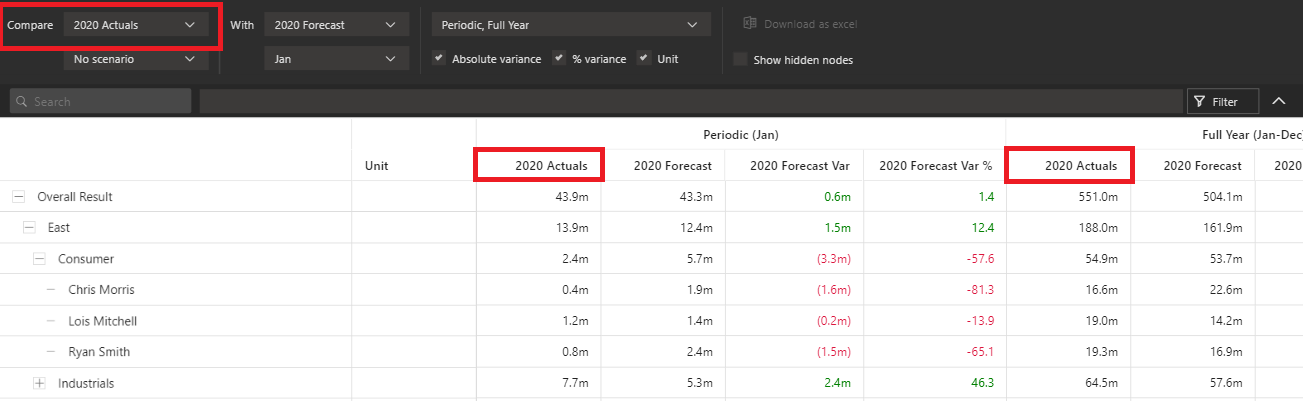 Compare 2020 Actuals With 2020 Forecast Periodic, Full Year Download as excel
No scenario Jan Absolute variance % variance Unit Show hidden nodes
Search Filter
Periodic (Jan) Full Year (Jan-Dec)
Unit 2020 Actuals 2020 Forecast 2020 Forecast Var 2020 Forecast Var % 2020 Actuals 2020 Forecast 2020
Overall Result 43.9m 43.3m 0.6m 1.4 551.0m 504.1m
East 13.9m 12.4m 1.5m 12.4 188.0m 161.9m
Consumer 2.4m 5.7m (3.3m) -57.6 54.9m 53.7m
Chris Morris 0.4m 1.9m (1.6m) -81.3 16.6m 22.6m
Lois Mitchell 1.2m 1.4m (0.2m) -13.9 19.0m 14.2m
Ryan Smith 0.8m 2.4m (1.5m) -65.1 19.3m 16.9m
Industrials 7.7m 5.3m 2.4m 46.3 64.5m 57.6m